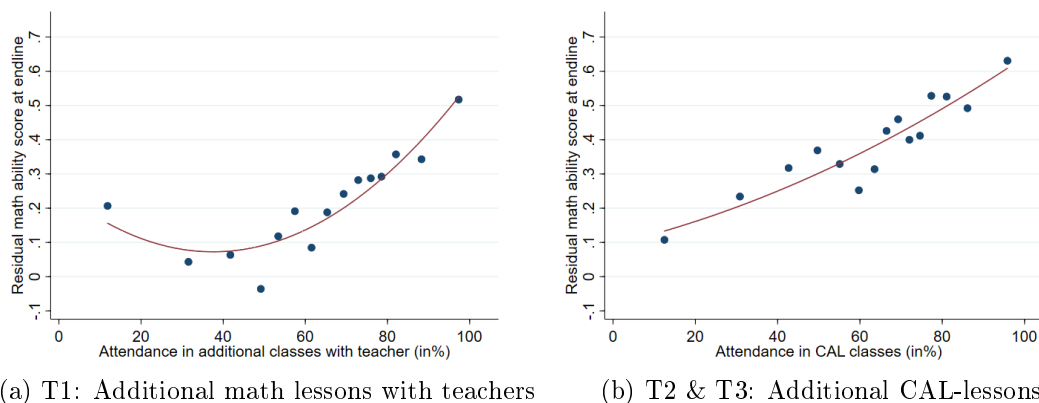 Residual math ability score at endline
.7
.6
.5
.4
.3
.2
.1
0
-.1
0 20 40 60 80 100
Attendance in additional classes with teacher (in%)
(a) T1: Additional math lessons with teachers
Residual math ability score at endline
.7
.6
.5
.4
.3
.2
.1
0
-.1
0 20 40 60 80 100
Attendance in CAL classes (in%)
(b) T2 & T3: Additional CAL-lessons